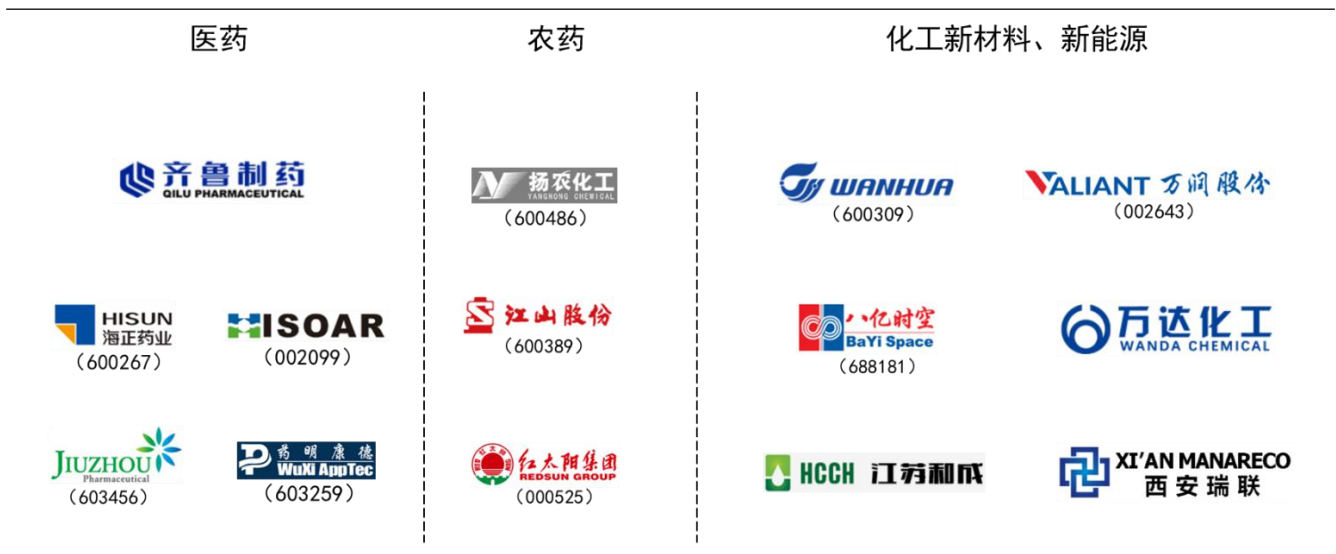 医药
农药
化工新材料、新能源
齐鲁制药
QILU PHARMACEUTICAL
扬农化工
YANGNONG CHEMICAL
(600486)
WANHUA
(600309)
VALIANT 万润股份
(002643)
HISUN
海正药业
(600267)
HISOAR
(002099)
江山股份
(600389)
八亿时空
BaYi Space
(688181)
万达化工
WANDA CHEMICAL
JIUZHOU
Pharmaceutical
(603456)
药明康德
WuXi AppTec
(603259)
红太阳集团
REDSUN GROUP
(000525)
HCCH 江苏和成
XI'AN MANARECO
西安瑞联